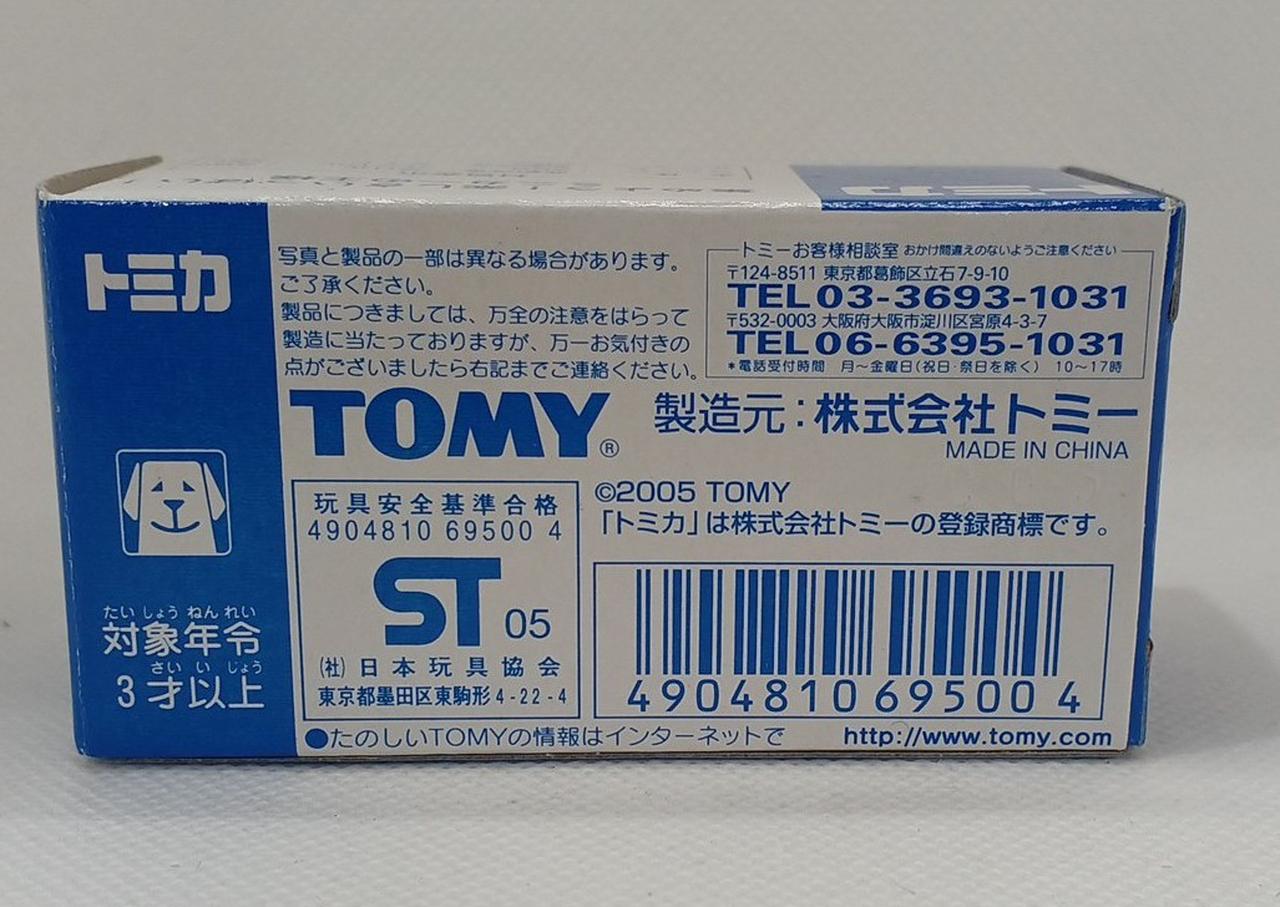 トミカ
トミカ
写真と製品の一部は異なる場合があります。
ご了承ください。
製品につきましては、万全の注意をはらって
製造に当たっておりますが、万一お気付きの
点がございましたら右記までご連絡ください。
トミーお客様相談室 おかけ間違えのないようご注意ください
〒124-8511 東京都葛飾区立石7-9-10
TEL03-3693-1031
〒532-0003 大阪府大阪市淀川区宮原4-3-7
TEL06-6395-1031
*電話受付時間 月~金曜日(祝日・祭日を除く) 10~17時
TOMY®
製造元:株式会社トミー
MADE IN CHINA
玩具安全基準合格
4904810 69500 4
ST 05
(社)日本玩具協会
東京都墨田区東駒形4-22-4
©2005 TOMY
「トミカ」は株式会社トミーの登録商標です。
4904810 69500 4
たい しょう ねん れい
対象年令
さい い じょう
3才以上
●たのしいTOMYの情報はインターネットで http://www.tomy.com